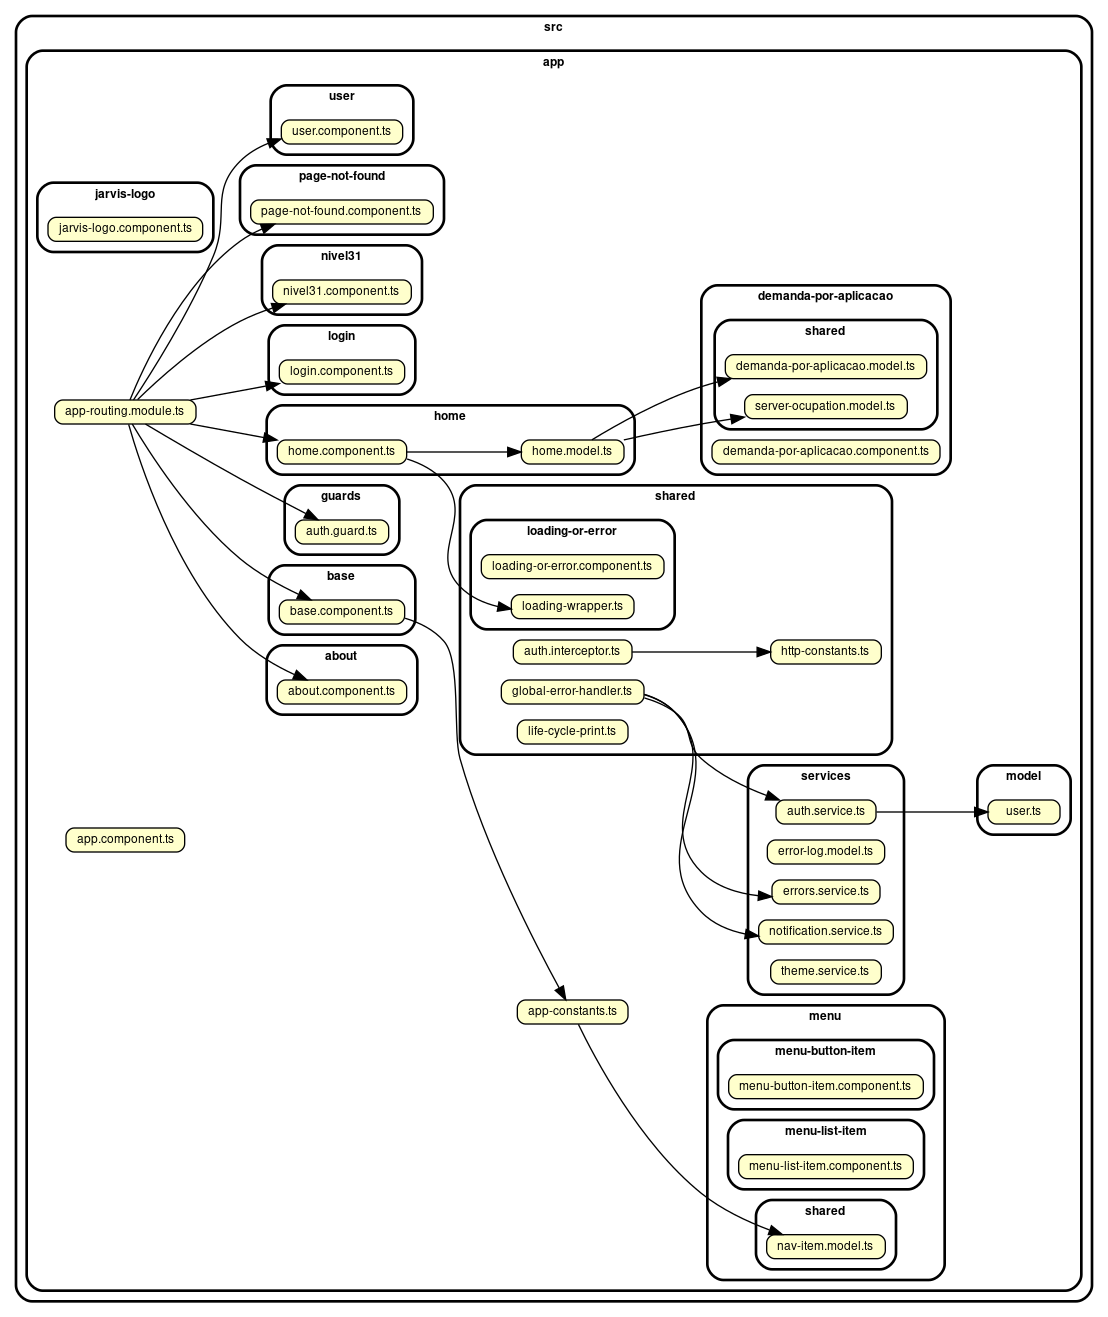 src
app
user
user.component.ts
page-not-found
page-not-found.component.ts
jarvis-logo
jarvis-logo.component.ts
nivel31
nivel31.component.ts
login
login.component.ts
app-routing.module.ts
home
home.component.ts
home.model.ts
demanda-por-aplicacao
shared
demanda-por-aplicacao.model.ts
server-ocupation.model.ts
demanda-por-aplicacao.component.ts
guards
auth.guard.ts
base
base.component.ts
about
about.component.ts
shared
loading-or-error
loading-or-error.component.ts
loading-wrapper.ts
auth.interceptor.ts
http-constants.ts
global-error-handler.ts
life-cycle-print.ts
services
auth.service.ts
error-log.model.ts
errors.service.ts
notification.service.ts
theme.service.ts
model
user.ts
app.component.ts
app-constants.ts
menu
menu-button-item
menu-button-item.component.ts
menu-list-item
menu-list-item.component.ts
shared
nav-item.model.ts